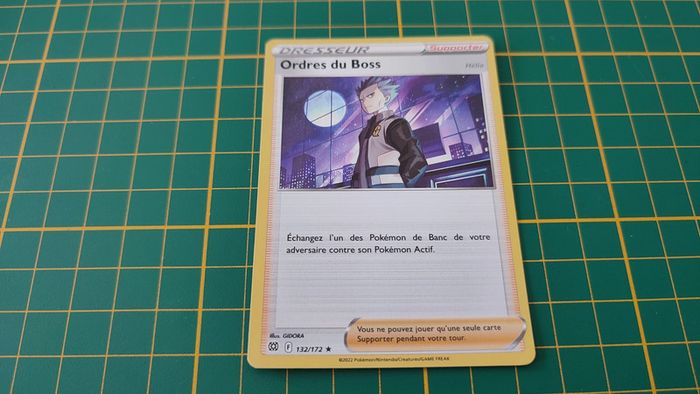 DRESSEUR Supporter
Ordres du Boss Hélio
Échangez l'un des Pokémon de Banc de votre
adversaire contre son Pokémon Actif.
Illus. GIDORA
F 132/172 ★
Vous ne pouvez jouer qu'une seule carte
Supporter pendant votre tour.
©2022 Pokémon/Nintendo/Creatures/GAME FREAK